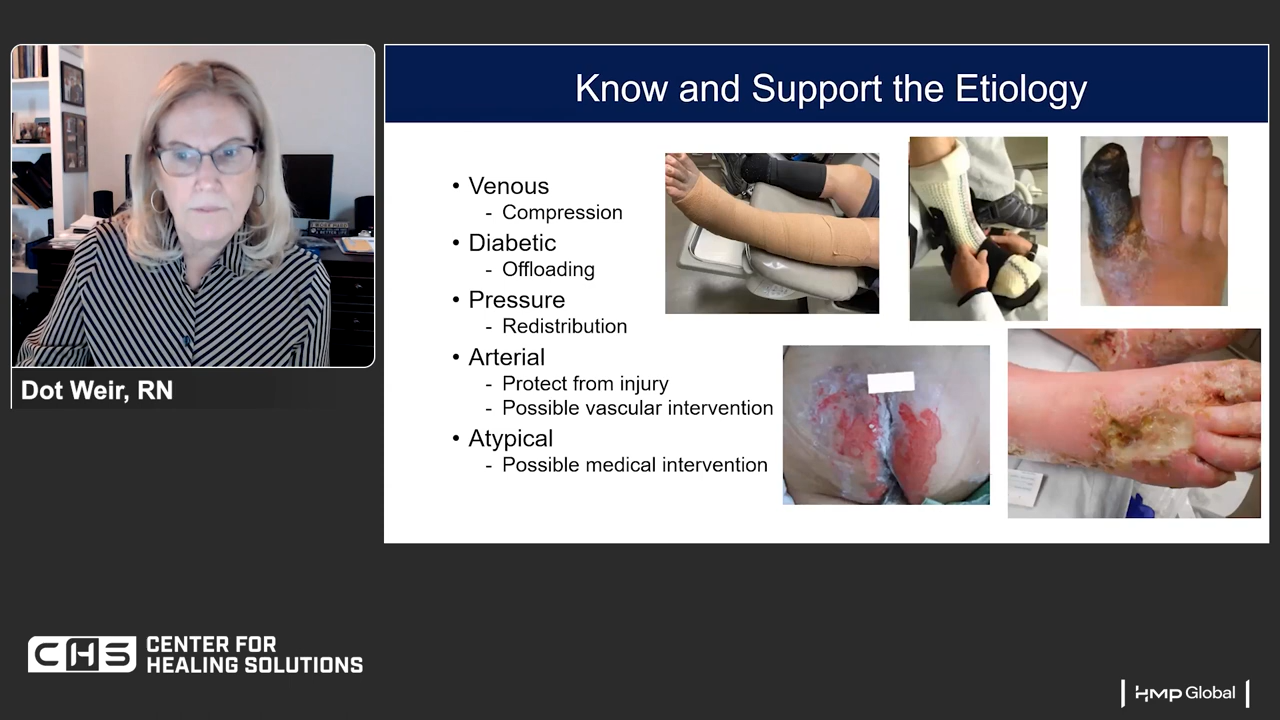 Know and Support the Etiology
• Venous
- Compression
• Diabetic
- Offloading
• Pressure
- Redistribution
• Arterial
- Protect from injury
- Possible vascular intervention
• Atypical
- Possible medical intervention
Dot Weir, RN
CHS CENTER FOR
HEALING SOLUTIONS
HMP Global